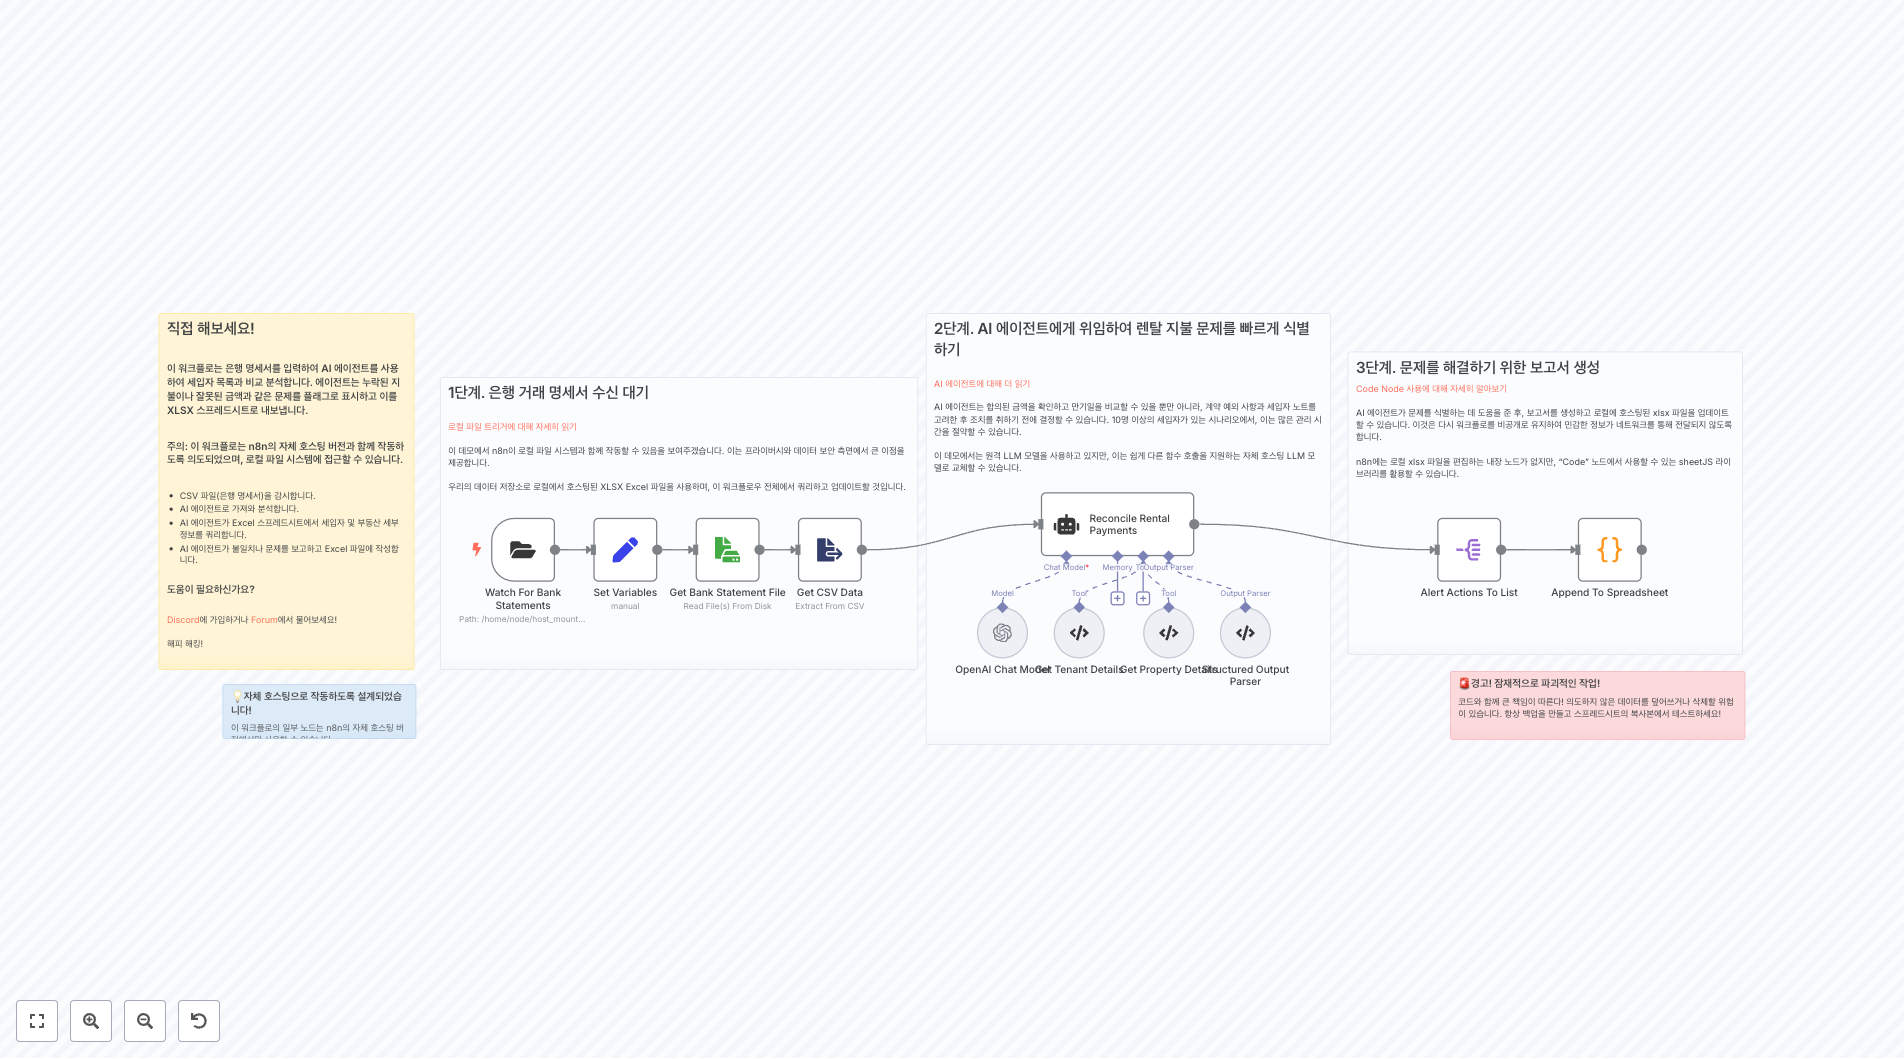 직접 해보세요!
이 워크플로는 은행 명세서를 입력하여 AI 에이전트를 사용
하여 세입자 목록과 비교 분석합니다. 에이전트는 누락된 지
불이나 잘못된 금액과 같은 문제를 플래그로 표시하고 이를
XLSX 스프레드시트로 내보냅니다.
주의: 이 워크플로는 n8n의 자체 호스팅 버전과 함께 작동하
도록 의도되었으며, 로컬 파일 시스템에 접근할 수 있습니다.
• CSV 파일(은행 명세서)을 감시합니다.
• AI 에이전트로 가져와 분석합니다.
• AI 에이전트가 Excel 스프레드시트에서 세입자 및 부동산 세부
정보를 쿼리합니다.
• AI 에이전트가 불일치나 문제를 보고하고 Excel 파일에 작성합
니다.
도움이 필요하신가요?
Discord에 가입하거나 Forum에서 물어보세요!
해피 해킹!
💡자체 호스팅으로 작동하도록 설계되었습
니다!
이 워크플로의 일부 노드는 n8n의 자체 호스팅 버
1단계. 은행 거래 명세서 수신 대기
로컬 파일 트리거에 대해 자세히 읽기
이 데모에서 n8n이 로컬 파일 시스템과 함께 작동할 수 있음을 보여주겠습니다. 이는 프라이버시와 데이터 보안 측면에서 큰 이점을
제공합니다.
우리의 데이터 저장소로 로컬에서 호스팅된 XLSX Excel 파일을 사용하며, 이 워크플로우 전체에서 쿼리하고 업데이트할 것입니다.
Watch For Bank
Statements
Path: /home/node/host_mount...
Set Variables
manual
Get Bank Statement File
Read File(s) From Disk
Get CSV Data
Extract From CSV
2단계. AI 에이전트에게 위임하여 렌탈 지불 문제를 빠르게 식별
하기
AI 에이전트에 대해 더 읽기
AI 에이전트는 합의된 금액을 확인하고 만기일을 비교할 수 있을 뿐만 아니라, 계약 예외 사항과 세입자 노트를
고려한 후 조치를 취하기 전에 결정할 수 있습니다. 10명 이상의 세입자가 있는 시나리오에서, 이는 많은 관리 시
간을 절약할 수 있습니다.
이 데모에서는 원격 LLM 모델을 사용하고 있지만, 이는 쉽게 다른 함수 호출을 지원하는 자체 호스팅 LLM 모
델로 교체할 수 있습니다.
Reconcile Rental
Payments
Chat Model*
Memory
Output Parser
Model
Tool
Tool
Output Parser
OpenAI Chat Model
Get Tenant Details
Get Property Details
Structured Output
Parser
3단계. 문제를 해결하기 위한 보고서 생성
Code Node 사용에 대해 자세히 알아보기
AI 에이전트가 문제를 식별하는 데 도움을 준 후, 보고서를 생성하고 로컬에 호스팅된 xlsx 파일을 업데이트
할 수 있습니다. 이것은 다시 워크플로를 비공개로 유지하여 민감한 정보가 네트워크를 통해 전달되지 않도록
합니다.
n8n에는 로컬 xlsx 파일을 편집하는 내장 노드가 없지만, “Code” 노드에서 사용할 수 있는 sheetJS 라이
브러리를 활용할 수 있습니다.
Alert Actions To List
Append To Spreadsheet
🚨경고! 잠재적으로 파괴적인 작업!
코드와 함께 큰 책임이 따른다! 의도하지 않은 데이터를 덮어쓰거나 삭제할 위험
이 있습니다. 항상 백업을 만들고 스프레드시트의 복사본에서 테스트하세요!